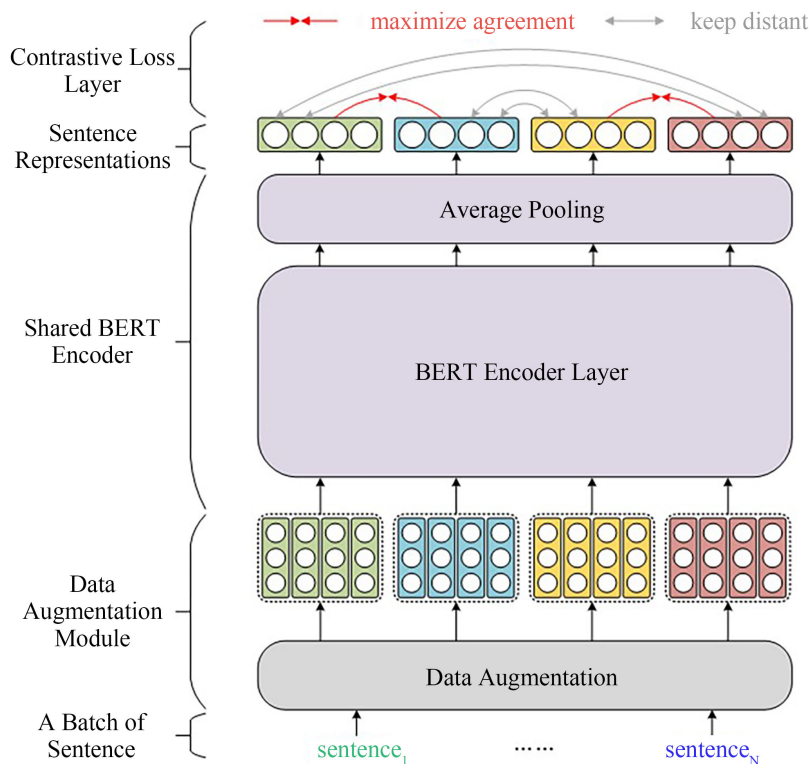 maximize agreement
keep distant
Contrastive Loss
Layer
Sentence
Representations
Average Pooling
Shared BERT
Encoder
BERT Encoder Layer
Data
Augmentation
Module
Data Augmentation
A Batch of
Sentence
sentence₁ …… sentence_N